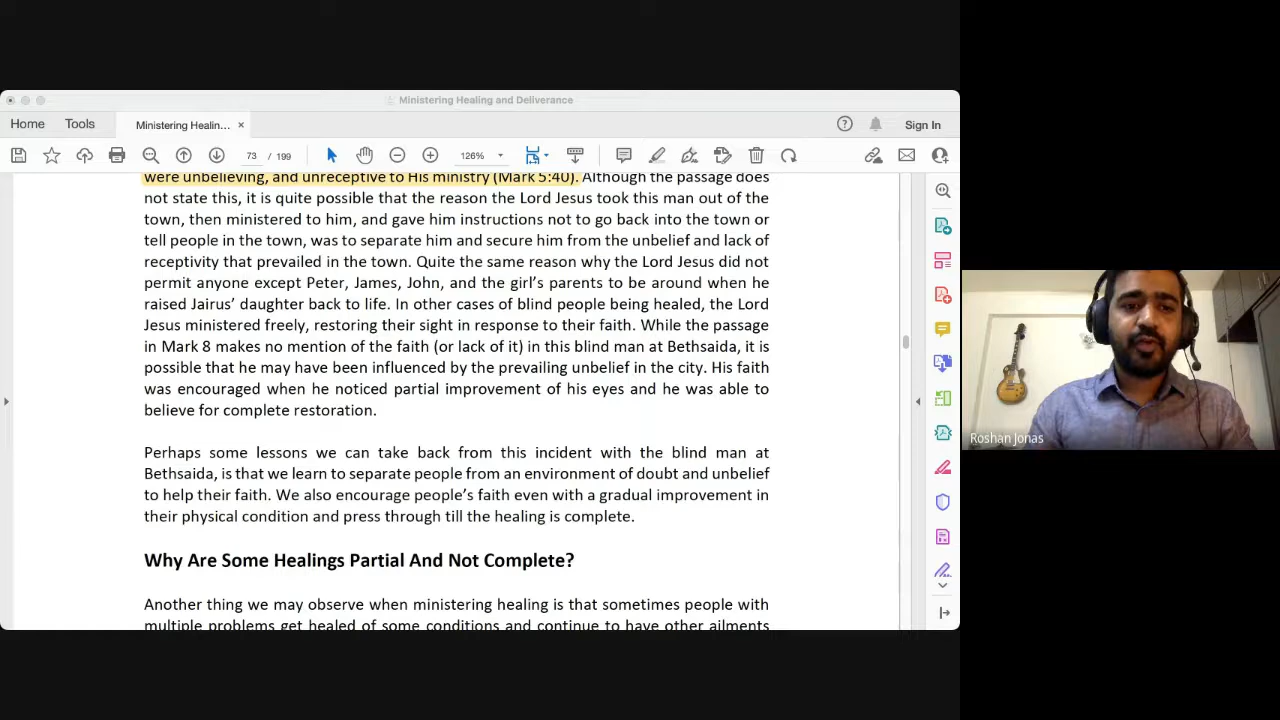 Ministering Healing and Deliverance
Home Tools Ministering Healin... × Sign In
73 / 199 126%
were unbelieving, and unreceptive to His ministry (Mark 5:40). Although the passage does
not state this, it is quite possible that the reason the Lord Jesus took this man out of the
town, then ministered to him, and gave him instructions not to go back into the town or
tell people in the town, was to separate him and secure him from the unbelief and lack of
receptivity that prevailed in the town. Quite the same reason why the Lord Jesus did not
permit anyone except Peter, James, John, and the girl's parents to be around when he
raised Jairus' daughter back to life. In other cases of blind people being healed, the Lord
Jesus ministered freely, restoring their sight in response to their faith. While the passage
in Mark 8 makes no mention of the faith (or lack of it) in this blind man at Bethsaida, it is
possible that he may have been influenced by the prevailing unbelief in the city. His faith
was encouraged when he noticed partial improvement of his eyes and he was able to
believe for complete restoration.
Perhaps some lessons we can take back from this incident with the blind man at
Bethsaida, is that we learn to separate people from an environment of doubt and unbelief
to help their faith. We also encourage people's faith even with a gradual improvement in
their physical condition and press through till the healing is complete.
Why Are Some Healings Partial And Not Complete?
Another thing we may observe when ministering healing is that sometimes people with
multiple problems get healed of some conditions and continue to have other ailments
Roshan Jonas